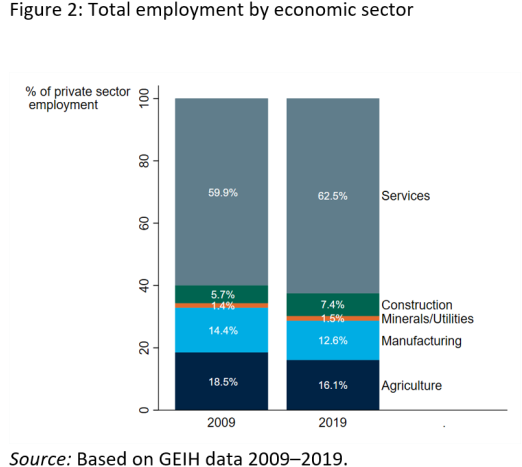 Figure 2: Total employment by economic sector
% of private sector
employment
100
80
60
40
20
0
59.9%
5.7%
1.4%
14.4%
18.5%
62.5%
7.4%
1.5%
12.6%
16.1%
Services
Construction
Minerals/Utilities
Manufacturing
Agriculture
2009 2019
Source: Based on GEIH data 2009–2019.